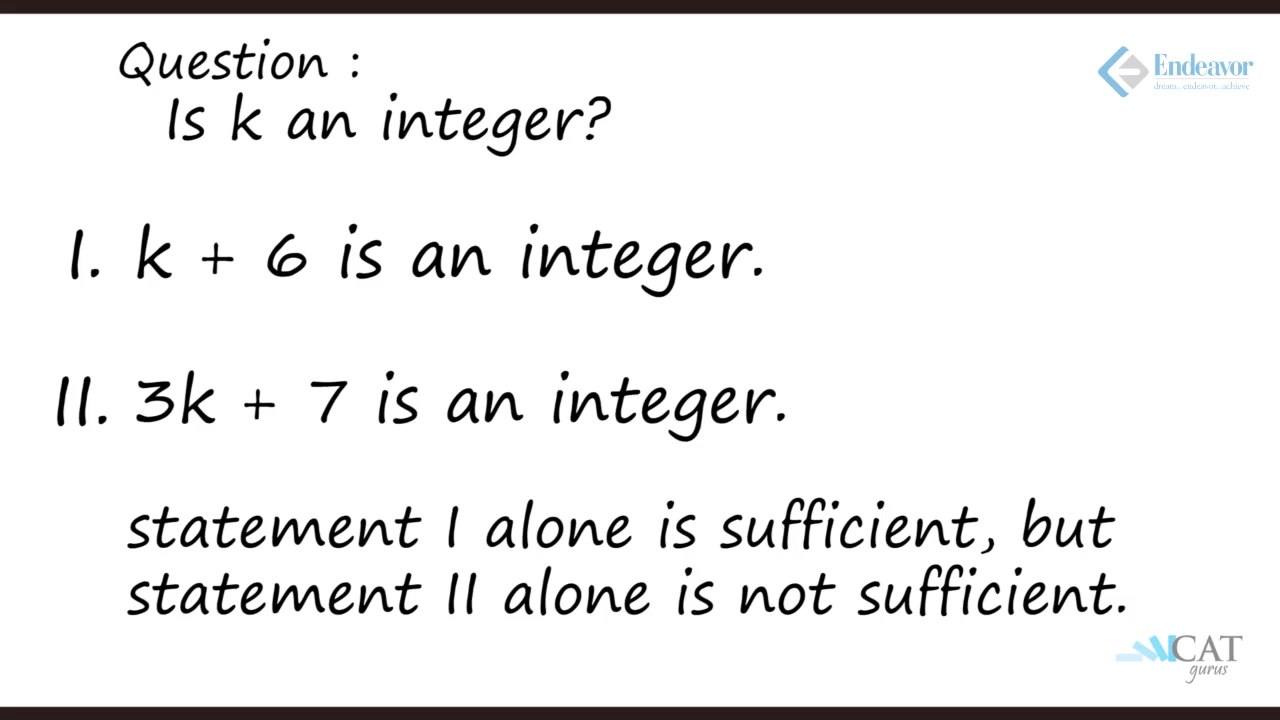 Question :
Is k an integer?
Endeavor
dream...endeavor...achieve
I. k + 6 is an integer.
II. 3k + 7 is an integer.
statement I alone is sufficient, but
statement II alone is not sufficient.
CAT
gurus